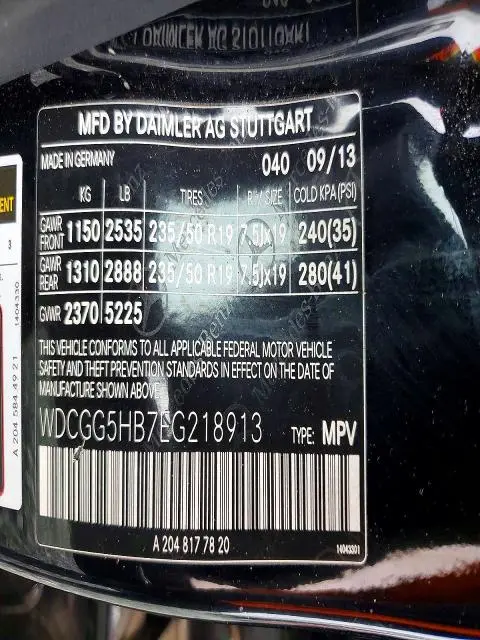 MFD BY DAIMLER AG STUTTGART
MADE IN GERMANY 040 09/13
KG LB TIRES RIM/SIZE COLD KPA(PSI)
GAWR FRONT 1150 2535 235/50 R19 7.5Jx19 240(35)
GAWR REAR 1310 2888 235/50 R19 7.5Jx19 280(41)
GVWR 2370 5225
THIS VEHICLE CONFORMS TO ALL APPLICABLE FEDERAL MOTOR VEHICLE
SAFETY AND THEFT PREVENTION STANDARDS IN EFFECT ON THE DATE OF
MANUFACTURE SHOWN ABOVE.
WDCGG5HB7EG218913 TYPE: MPV
A 204 817 78 20 14043301
A 204 584 49 21 1404330
3